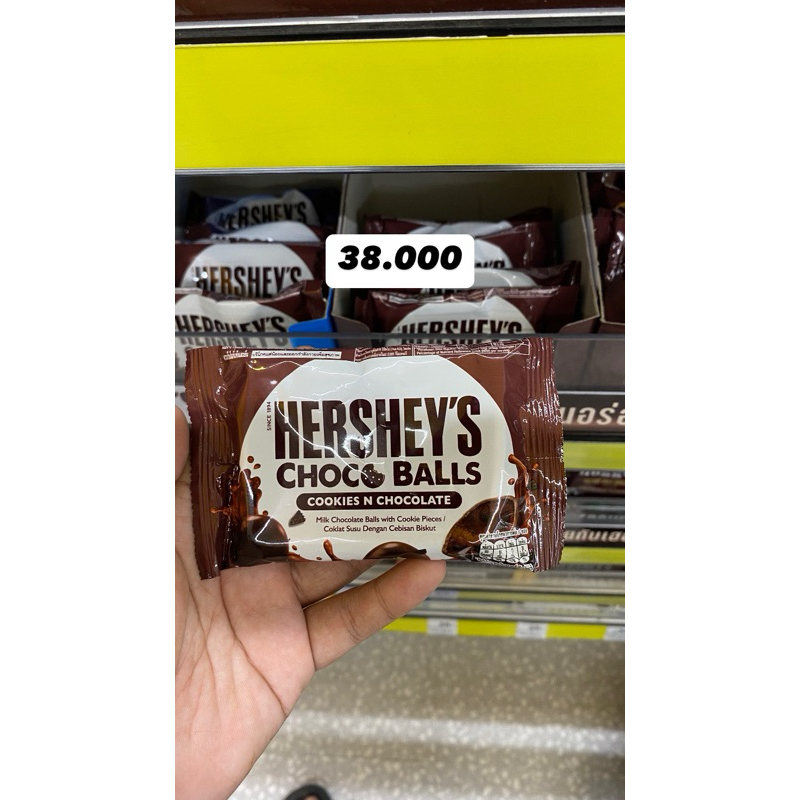 HERSHEY'S
HERSHEY'S
38.000
HERSHEY'S
HERSHEY'S
SINCE 1894
HERSHEY'S
CHOCO BALLS
COOKIES N CHOCOLATE
Milk Chocolate Balls with Cookie Pieces /
Coklat Susu Dengan Cebisan Biskut